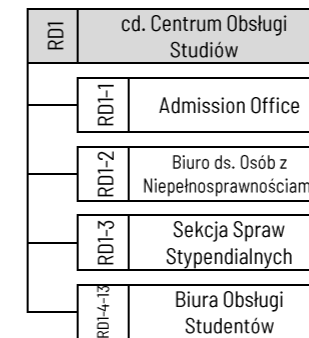 RD1
cd. Centrum Obsługi
Studiów
RD1-1
Admission Office
RD1-2
Biuro ds. Osób z
Niepełnosprawnościam
RD1-3
Sekcja Spraw
Stypendialnych
RD1-4-13
Biura Obsługi
Studentów